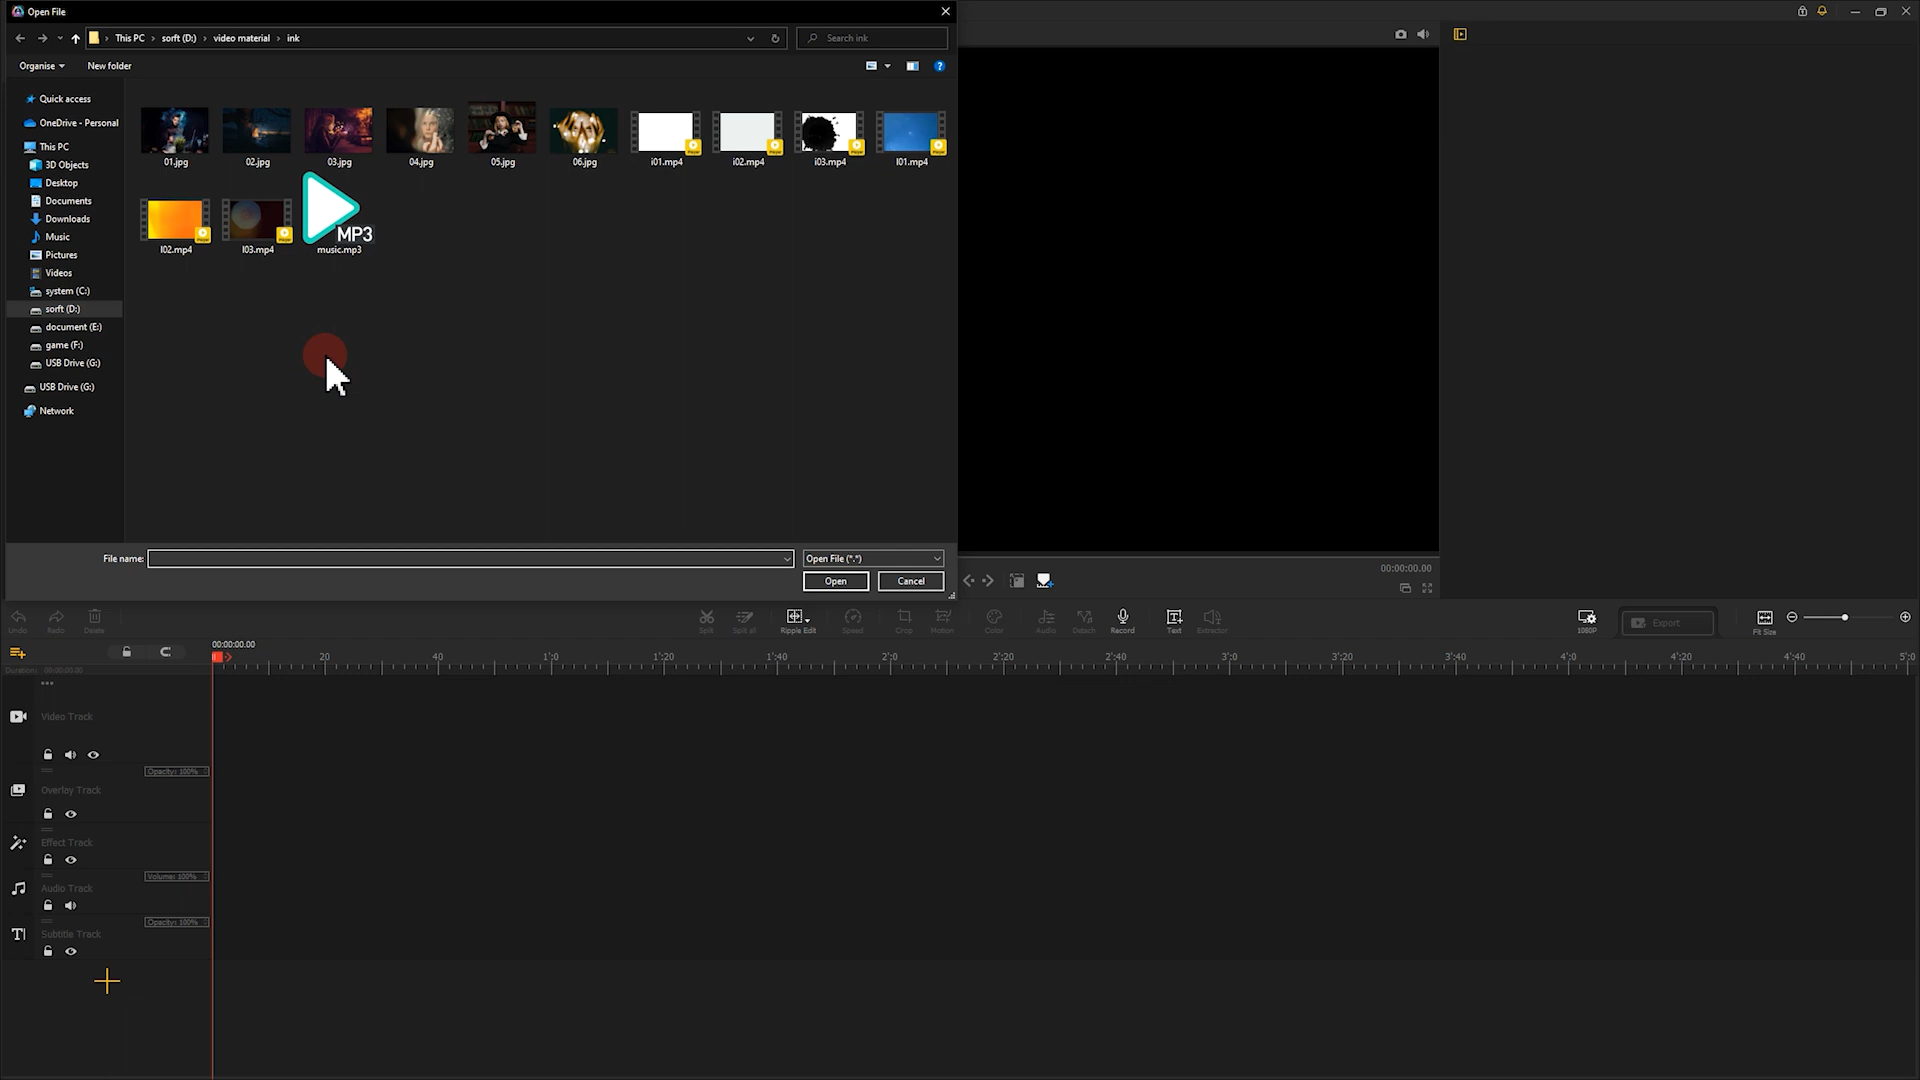 Open File
This PC > sorft (D:) > video material > ink
Search ink
Organise
New folder
Quick access
OneDrive - Personal
This PC
3D Objects
Desktop
Documents
Downloads
Music
Pictures
Videos
system (C:)
sorft (D:)
document (E:)
game (F:)
USB Drive (G:)
USB Drive (G:)
Network
01.jpg
02.jpg
03.jpg
04.jpg
05.jpg
06.jpg
i01.mp4
i02.mp4
i03.mp4
l01.mp4
l02.mp4
l03.mp4
MP3
music.mp3
File name:
Open File (*.*)
Open
Cancel
00:00:00.00
Undo
Redo
Delete
Split
Split all
Ripple Edit
Speed
Crop
Motion
Color
Audio
Detach
Record
Text
Extractor
1080P
Export
Fit Size
00:00:00.00
20
40
1'0
1'20
1'40
2'0
2'20
2'40
3'0
3'20
3'40
4'0
4'20
4'40
5'0
Duration: 00:00:00.00
Video Track
Opacity: 100%
Overlay Track
Effect Track
Volume: 100%
Audio Track
Opacity: 100%
Subtitle Track